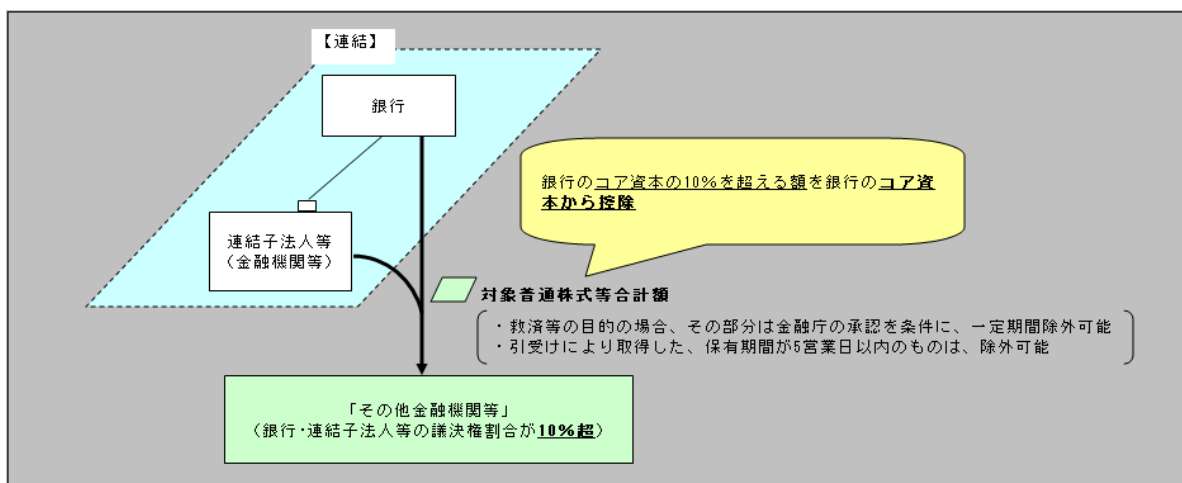 【連結】
銀行
銀行のコア資本の10％を超える額を銀行のコア資
本から控除
連結子法人等
（金融機関等）
対象普通株式等合計額
・救済等の目的の場合、その部分は金融庁の承認を条件に、一定期間除外可能
・引受けにより取得した、保有期間が5営業日以内のものは、除外可能
「その他金融機関等」
（銀行・連結子法人等の議決権割合が10％超）